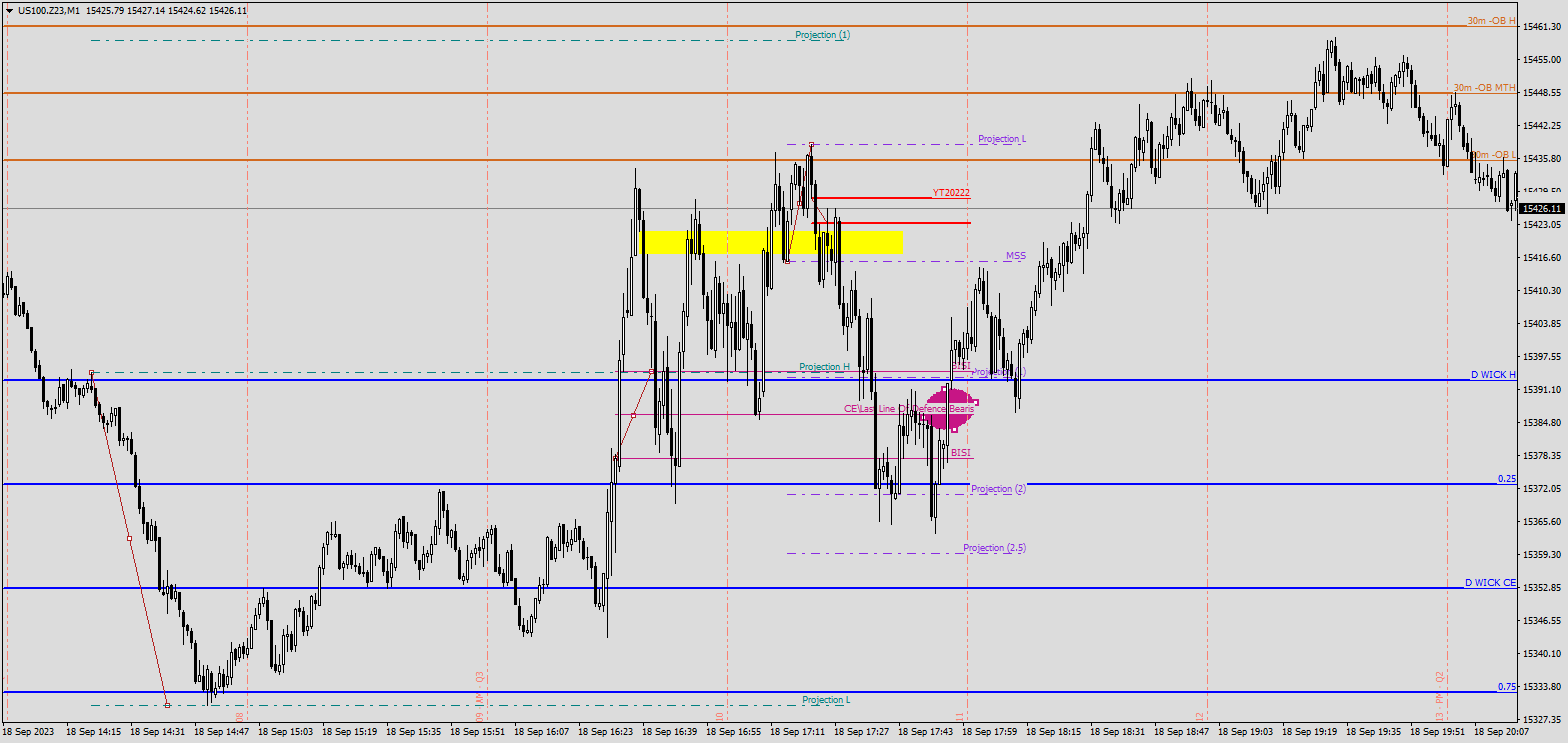 US100.Z23,M1 15425.79 15427.14 15424.62 15426.11
30m -OB H
15461.30
Projection (1)
15455.00
30m -OB MTH
15448.55
15442.25
Projection L
15435.80
YT20222
15426.11
15423.05
MSS
15416.60
15410.30
15403.85
15397.55
Projection H
BISI
D WICK H
15391.10
CE\Last Line Of Defence Bearis
15384.80
BISI
15378.35
0.25
Projection (2)
15372.05
15365.60
Projection (2.5)
15359.30
D WICK CE
15352.85
15346.55
15340.10
0.75
15333.80
Projection L
15327.35
08
10
11
12
13 - PM - Q2
18 Sep 2023
18 Sep 14:15
18 Sep 14:31
18 Sep 14:47
18 Sep 15:03
18 Sep 15:19
18 Sep 15:35
18 Sep 15:51
18 Sep 16:07
18 Sep 16:23
18 Sep 16:39
18 Sep 16:55
18 Sep 17:11
18 Sep 17:27
18 Sep 17:43
18 Sep 17:59
18 Sep 18:15
18 Sep 18:31
18 Sep 18:47
18 Sep 19:03
18 Sep 19:19
18 Sep 19:35
18 Sep 19:51
18 Sep 20:07